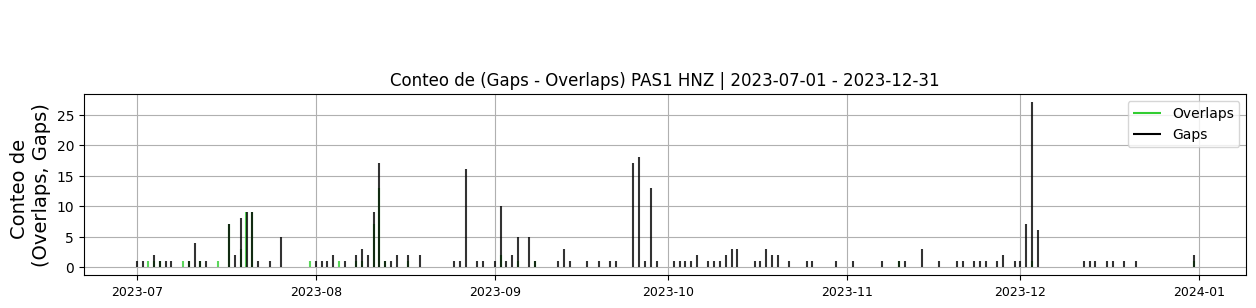 Conteo de (Gaps - Overlaps) PAS1 HNZ | 2023-07-01 - 2023-12-31
Conteo de
(Overlaps, Gaps)
25
20
15
10
5
0
Overlaps
Gaps
2023-07
2023-08
2023-09
2023-10
2023-11
2023-12
2024-01